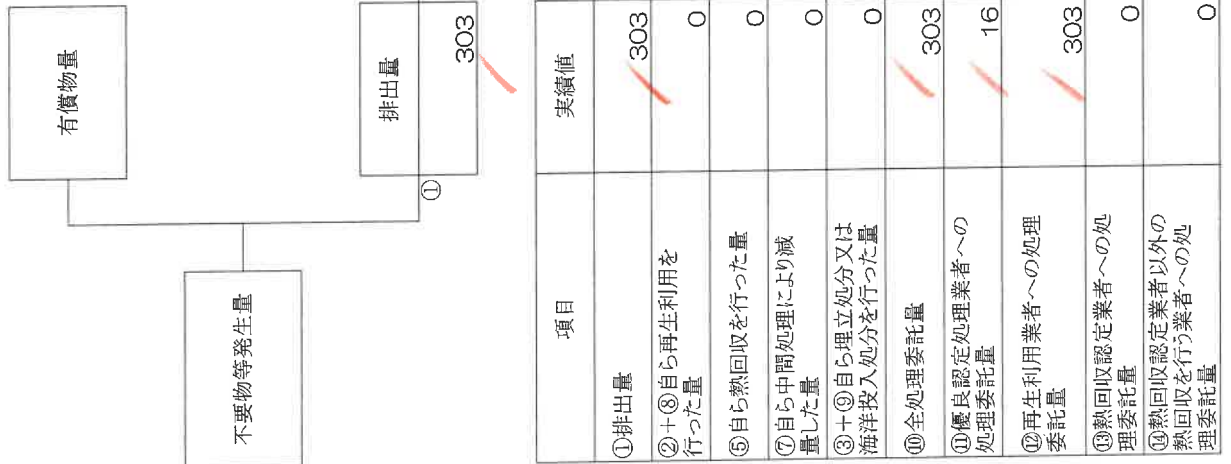 有償物量
不要物等発生量
排出量
①
303
項目
実績値
①排出量
303
②+⑧自ら再生利用を
行った量
0
⑤自ら熱回収を行った量
0
⑦自ら中間処理により減
量した量
0
③+⑨自ら埋立処分又は
海洋投入処分を行った量
0
⑩全処理委託量
303
⑪優良認定処理業者への
処理委託量
16
⑫再生利用業者への処理
委託量
303
⑬熱回収認定業者への処
理委託量
0
⑭熱回収認定業者以外の
熱回収を行う業者への処
理委託量
0